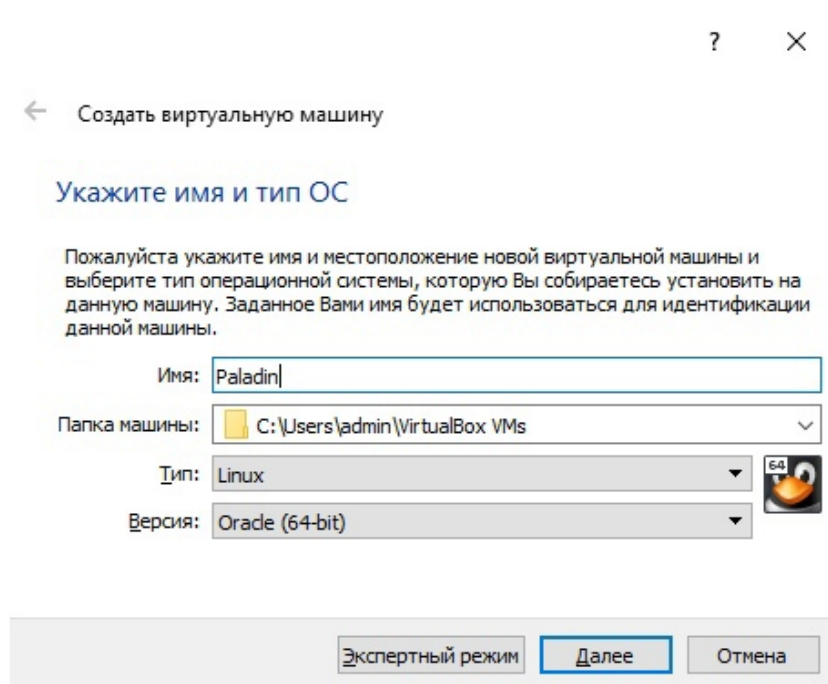 ?
Создать виртуальную машину
Укажите имя и тип ОС
Пожалуйста укажите имя и местоположение новой виртуальной машины и
выберите тип операционной системы, которую Вы собираетесь установить на
данную машину. Заданное Вами имя будет использоваться для идентификации
данной машины.
Имя: Paladin
Папка машины: C:\Users\admin\VirtualBox VMs
Тип: Linux
64
Версия: Oracle (64-bit)
Экспертный режим Далее Отмена